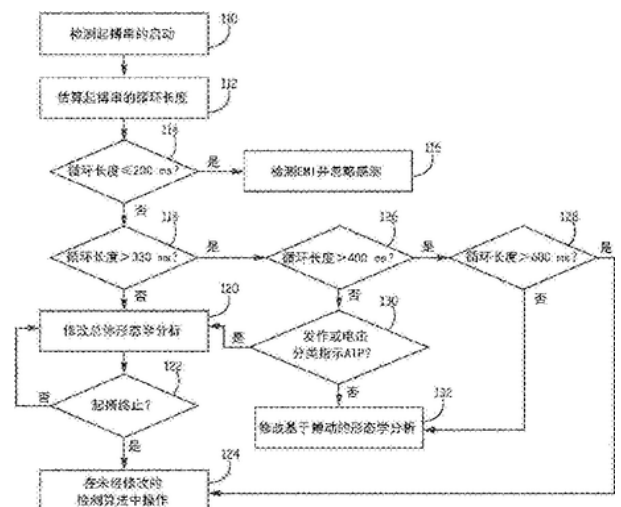 检测起搏串的启动
110
估算起搏串的循环长度
112
循环长度≤200 ms?
114
是
检测EMI并忽略感测
116
否
循环长度>330 ms?
118
是
循环长度>400 ms?
126
是
循环长度>600 ms?
128
是
否
否
否
修改总体形态学分析
120
是
发作或电击
分类指示ATP?
130
否
起搏终止?
122
否
修改基于搏动的形态学分析
132
是
在未经修改的
检测算法中操作
124